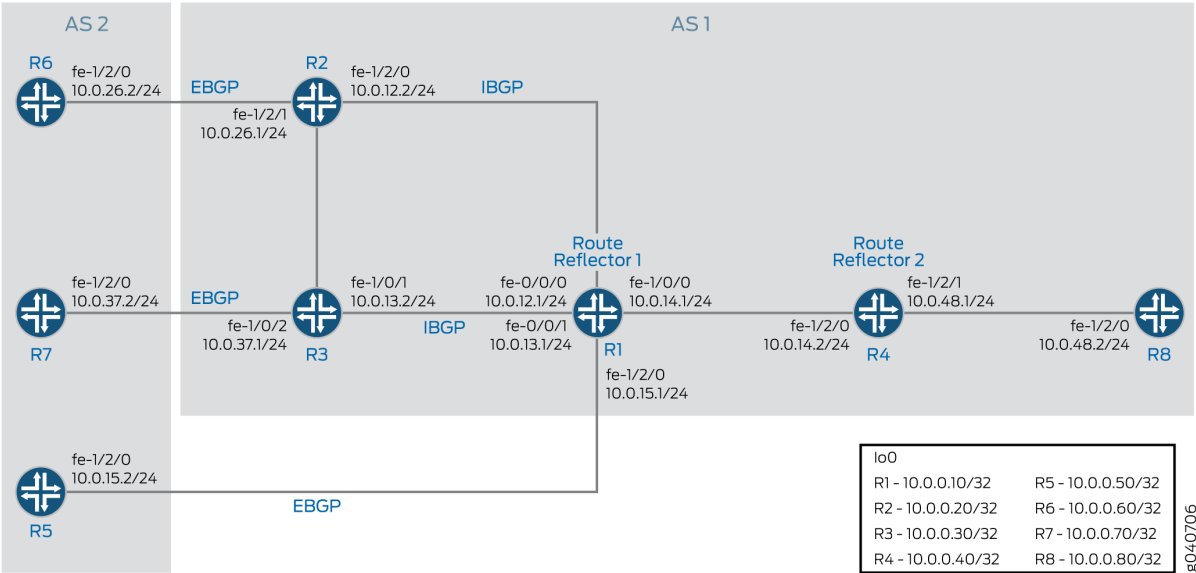 AS 2
AS 1
R6
fe-1/2/0
10.0.26.2/24
EBGP
R2
fe-1/2/0
10.0.12.2/24
IBGP
fe-1/2/1
10.0.26.1/24
Route
Reflector 1
Route
Reflector 2
fe-1/2/0
10.0.37.2/24
EBGP
fe-1/0/1
10.0.13.2/24
fe-0/0/0
10.0.12.1/24
fe-1/0/0
10.0.14.1/24
fe-1/2/1
10.0.48.1/24
R7
fe-1/0/2
10.0.37.1/24
R3
IBGP
fe-0/0/1
10.0.13.1/24
R1
fe-1/2/0
10.0.14.2/24
R4
fe-1/2/0
10.0.48.2/24
R8
fe-1/2/0
10.0.15.1/24
fe-1/2/0
10.0.15.2/24
R5
EBGP
lo0
R1 - 10.0.0.10/32 R5 - 10.0.0.50/32
R2 - 10.0.0.20/32 R6 - 10.0.0.60/32
R3 - 10.0.0.30/32 R7 - 10.0.0.70/32
R4 - 10.0.0.40/32 R8 - 10.0.0.80/32
g040706